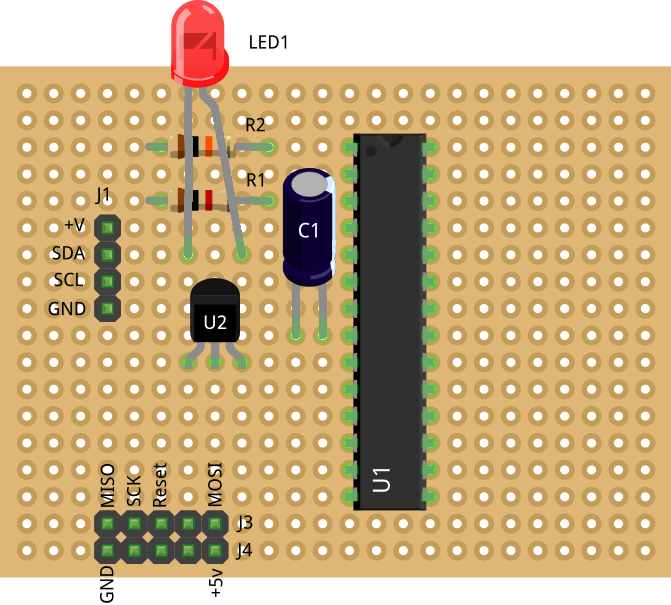 LED1
R2
R1
J1
+V
SDA
SCL
GND
C1
U2
U1
MISO
SCK
Reset
MOSI
J3
J4
GND
+5v